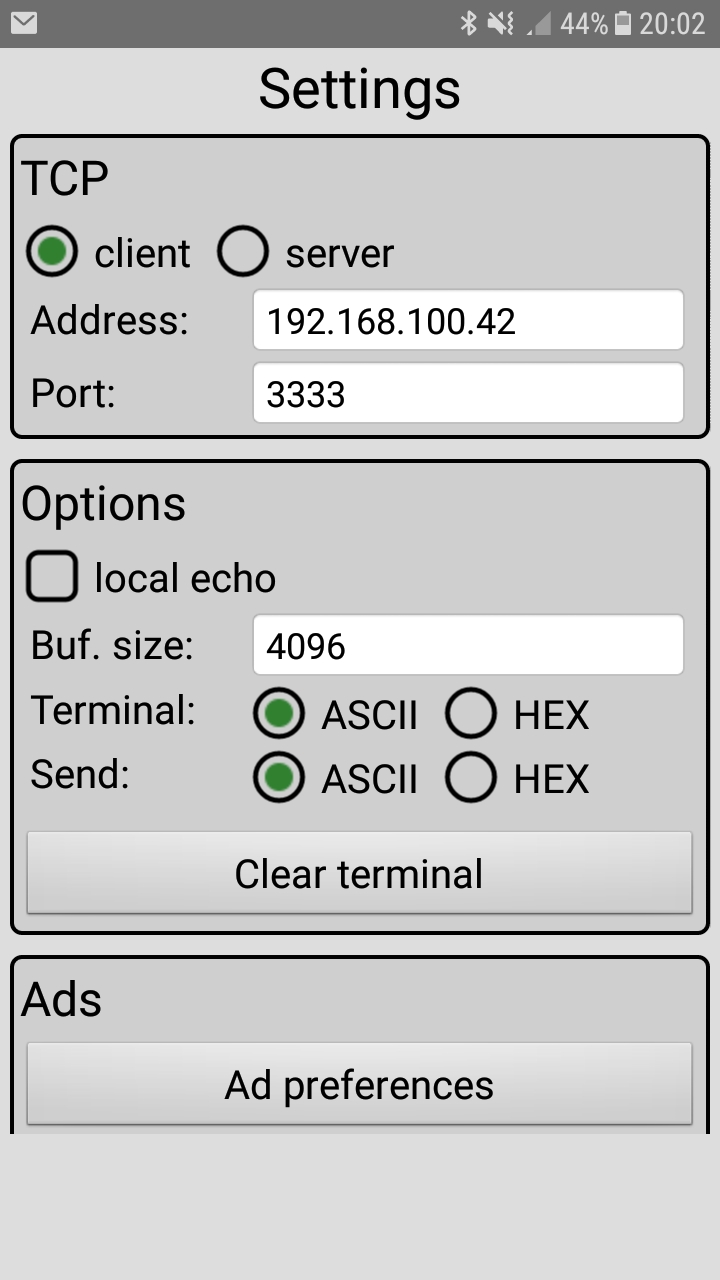 44% 20:02
Settings
TCP
client server
Address: 192.168.100.42
Port: 3333
Options
local echo
Buf. size: 4096
Terminal: ASCII HEX
Send: ASCII HEX
Clear terminal
Ads
Ad preferences